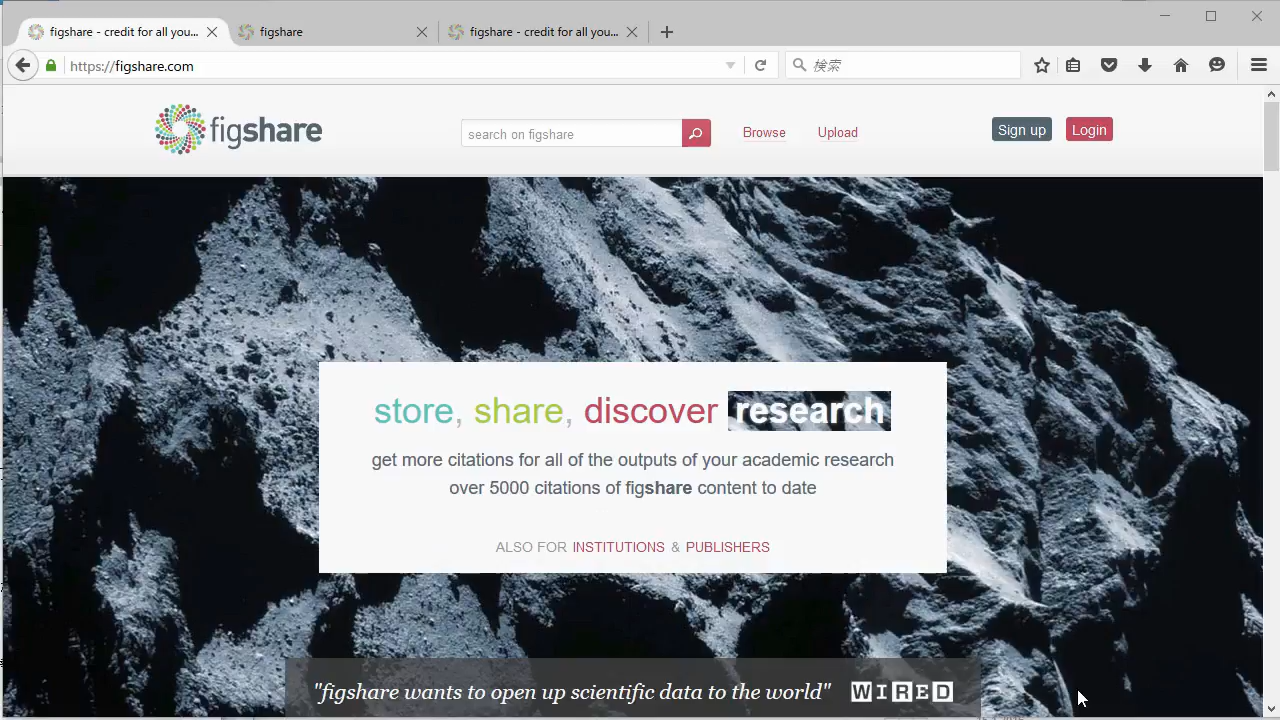 figshare - credit for all you...
figshare
figshare - credit for all you...
https://figshare.com
検索
figshare
search on figshare
Browse
Upload
Sign up
Login
store, share, discover research
get more citations for all of the outputs of your academic research
over 5000 citations of figshare content to date
ALSO FOR INSTITUTIONS & PUBLISHERS
"figshare wants to open up scientific data to the world" WIRED